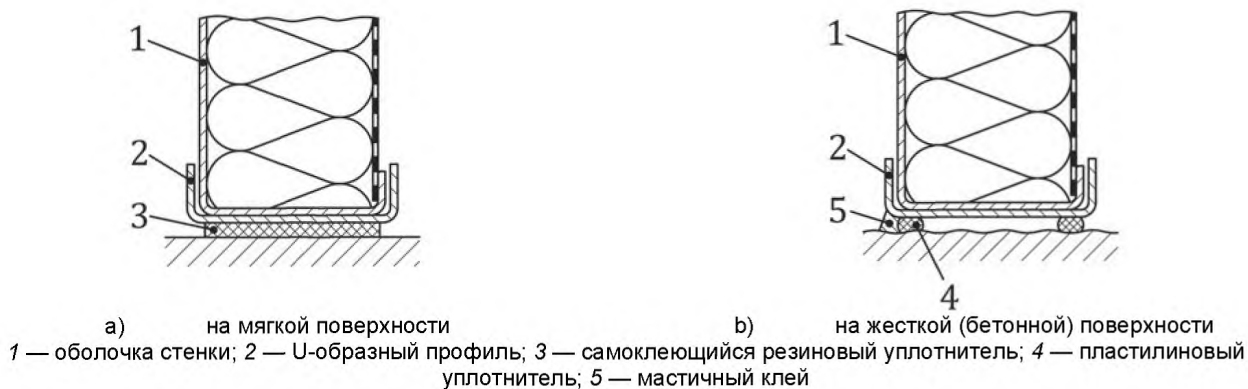 1
2
3
1
2
5
4
a) на мягкой поверхности
b) на жесткой (бетонной) поверхности
1 — оболочка стенки; 2 — U-образный профиль; 3 — самоклеющийся резиновый уплотнитель; 4 — пластилиновый
уплотнитель; 5 — мастичный клей